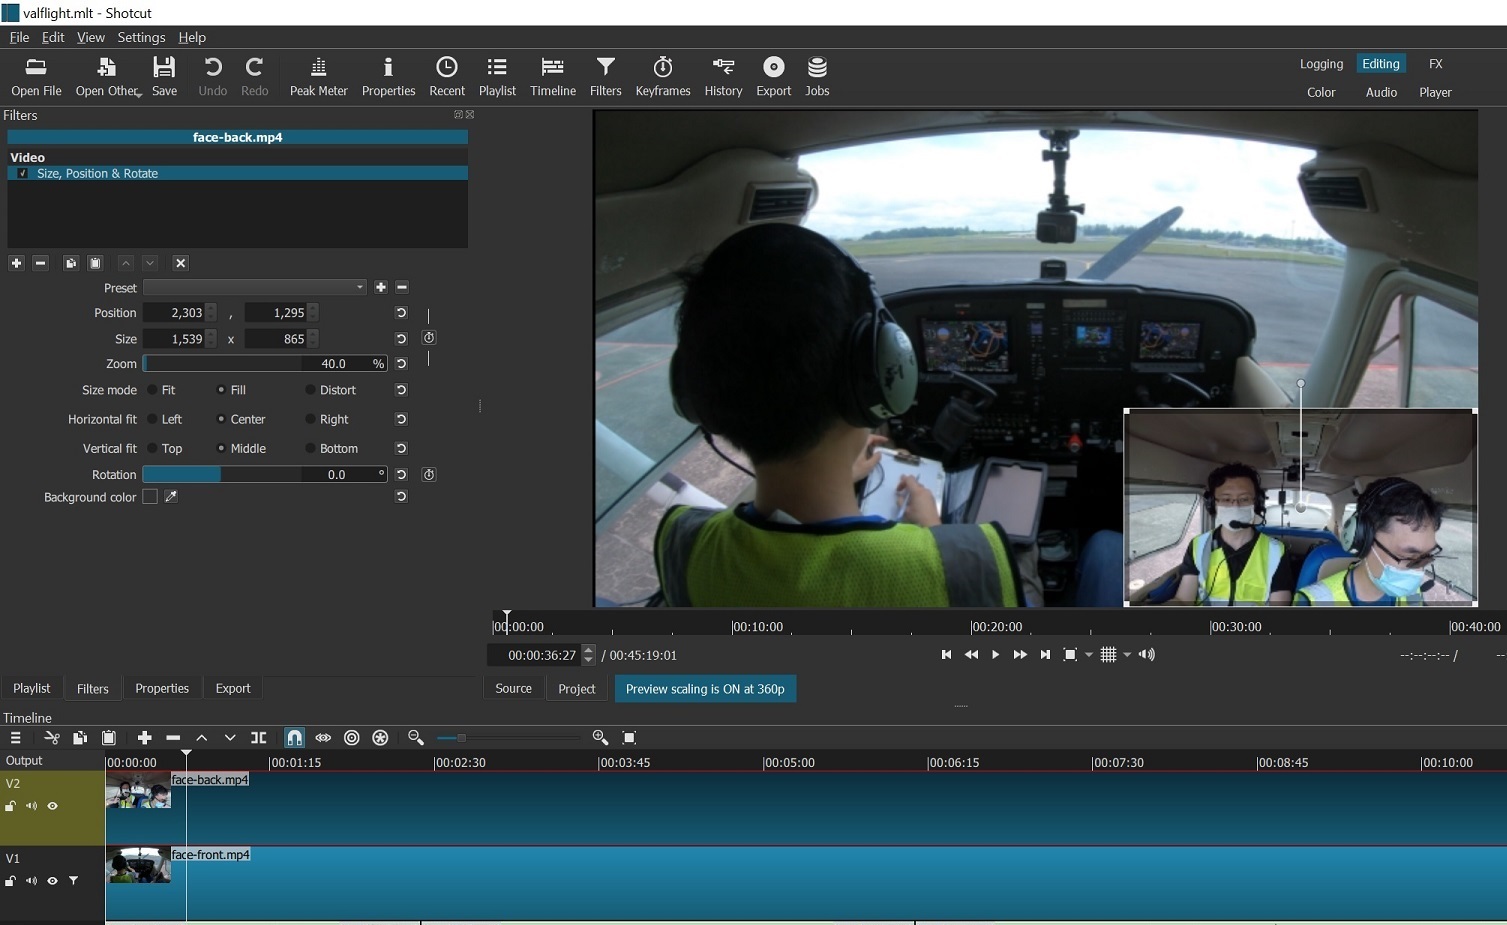 valflight.mlt - Shotcut
File Edit View Settings Help
Open File Open Other... Save Undo Redo Peak Meter Properties Recent Playlist Timeline Filters Keyframes History Export Jobs
Logging Editing FX
Color Audio Player
Filters
face-back.mp4
Video
Size, Position & Rotate
Preset
Position 2,303 , 1,295
Size 1,539 x 865
Zoom 40.0 %
Size mode Fit Fill Distort
Horizontal fit Left Center Right
Vertical fit Top Middle Bottom
Rotation 0.0 °
Background color
00:00:00 00:10:00 00:20:00 00:30:00 00:40:00
00:00:36:27 / 00:45:19:01 --:--:--:-- / --
Playlist Filters Properties Export
Source Project Preview scaling is ON at 360p
Timeline
Output 00:00:00 00:01:15 00:02:30 00:03:45 00:05:00 00:06:15 00:07:30 00:08:45 00:10:00
V2 face-back.mp4
V1 face-front.mp4